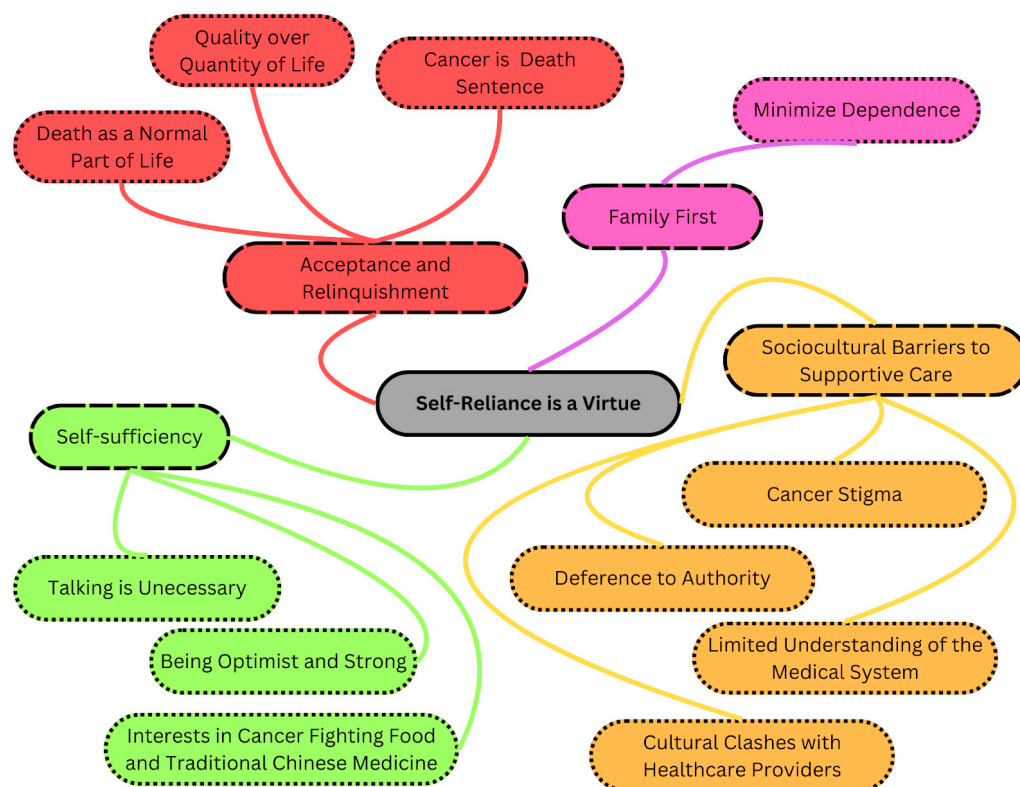 Quality over
Quantity of Life
Cancer is Death
Sentence
Death as a Normal
Part of Life
Minimize Dependence
Family First
Acceptance and
Relinquishment
Sociocultural Barriers to
Supportive Care
Self-Reliance is a Virtue
Self-sufficiency
Cancer Stigma
Talking is Unecessary
Deference to Authority
Being Optimist and Strong
Limited Understanding of the
Medical System
Interests in Cancer Fighting Food
and Traditional Chinese Medicine
Cultural Clashes with
Healthcare Providers